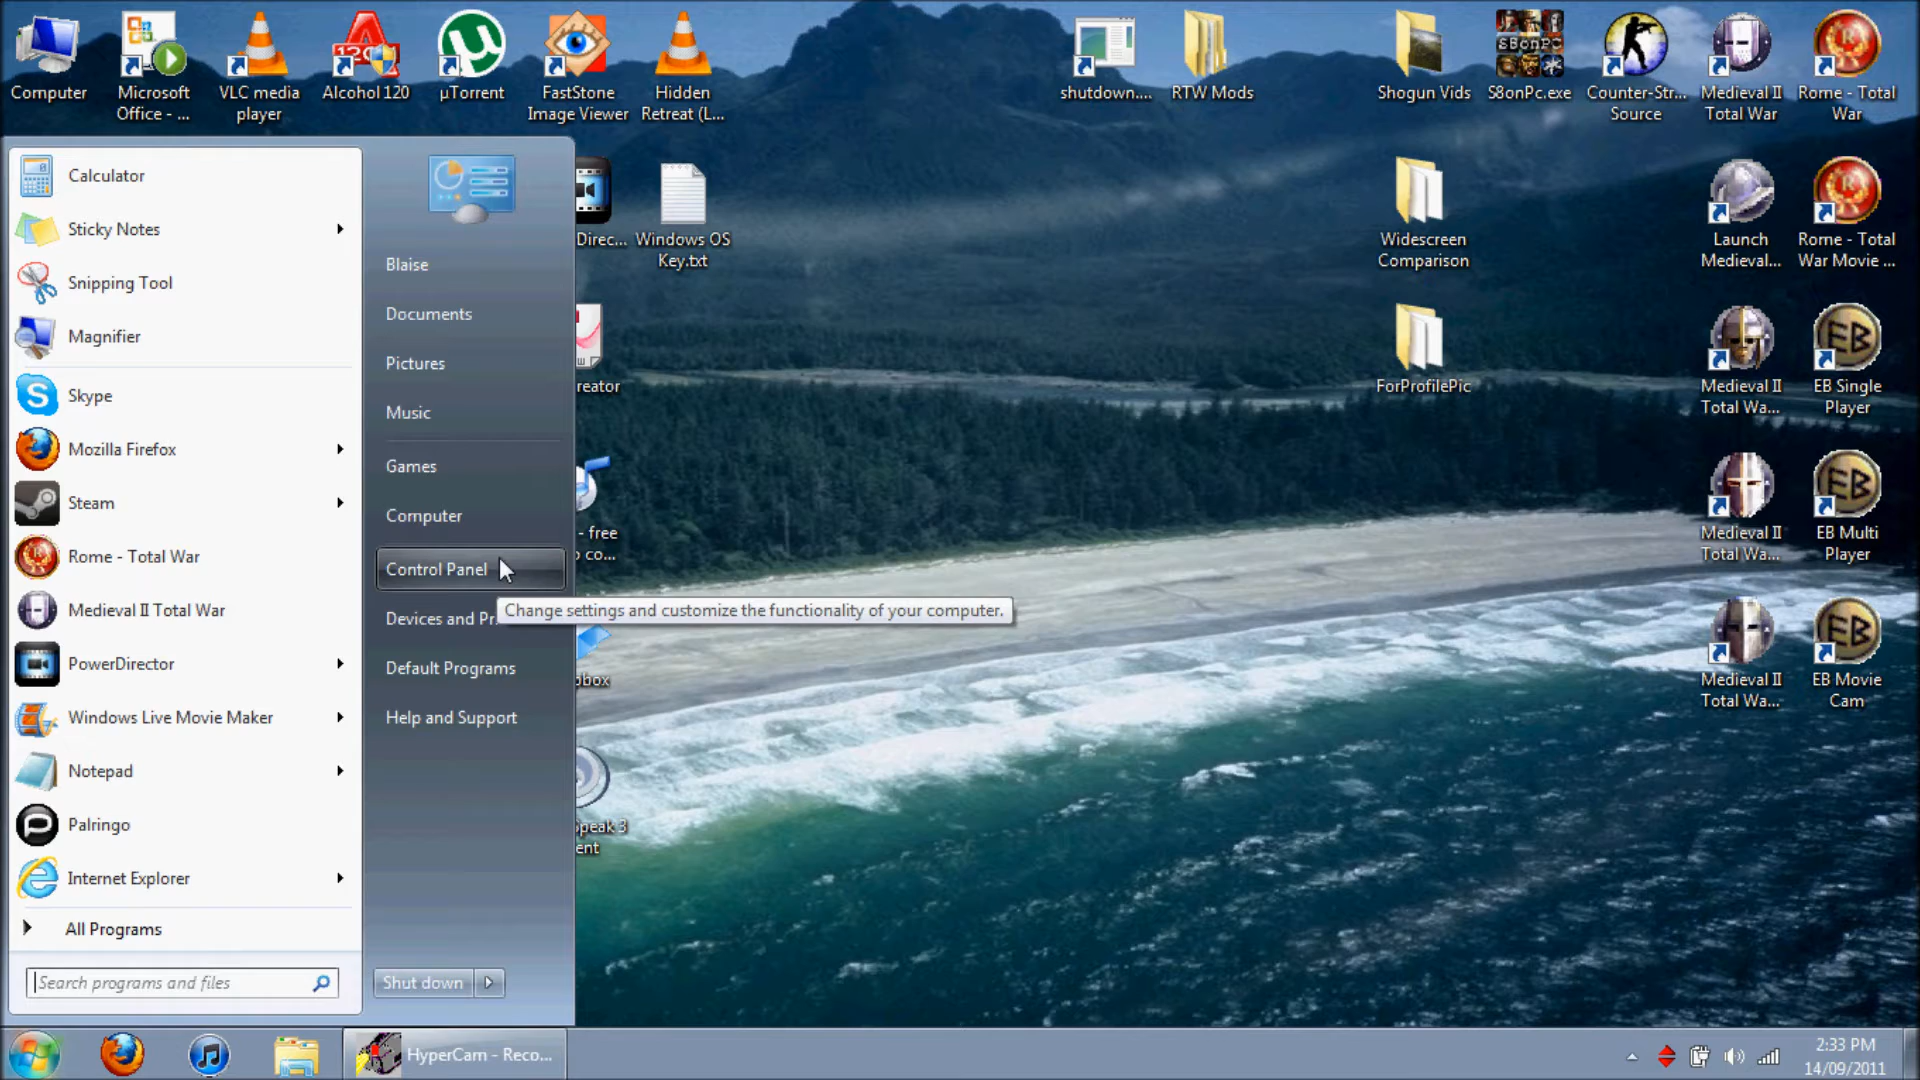 Computer
Microsoft
Office - ...
VLC media
player
Alcohol 120
µTorrent
FastStone
Image Viewer
Hidden
Retreat (L...
shutdown....
RTW Mods
Shogun Vids
S8onPC
S8onPc.exe
Counter-Str...
Source
Medieval II
Total War
Rome - Total
War
Direc...
Windows OS
Key.txt
Widescreen
Comparison
Launch
Medieval...
Rome - Total
War Movie ...
reator
ForProfilePic
Medieval II
Total Wa...
EB Single
Player
- free
o co...
Medieval II
Total Wa...
EB Multi
Player
box
Medieval II
Total Wa...
EB Movie
Cam
peak 3
ent
Calculator
Sticky Notes
Snipping Tool
Magnifier
Skype
Mozilla Firefox
Steam
Rome - Total War
Medieval II Total War
PowerDirector
Windows Live Movie Maker
Notepad
Palringo
Internet Explorer
All Programs
Search programs and files
Blaise
Documents
Pictures
Music
Games
Computer
Control Panel
Change settings and customize the functionality of your computer.
Devices and Pr
Default Programs
Help and Support
Shut down
HyperCam - Reco...
2:33 PM
14/09/2011